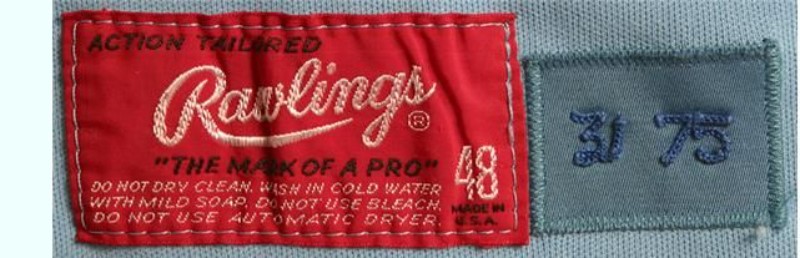 ACTION TAILORED
Rawlings®
"THE MARK OF A PRO"
DO NOT DRY CLEAN. WASH IN COLD WATER
WITH MILD SOAP. DO NOT USE BLEACH.
DO NOT USE AUTOMATIC DRYER.
48
MADE IN
U.S.A.
31 75